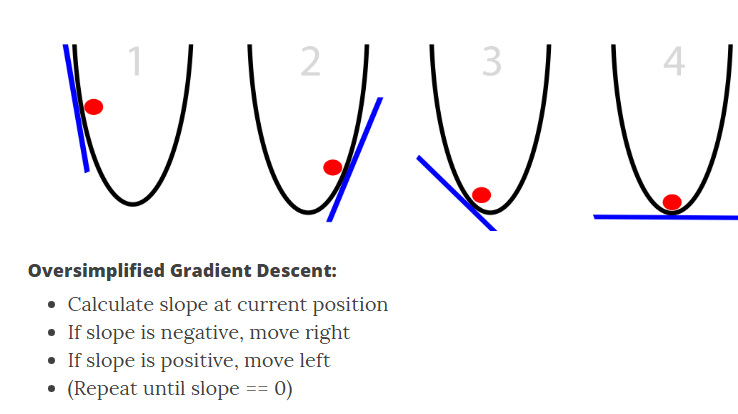 1 2 3 4
Oversimplified Gradient Descent:
• Calculate slope at current position
• If slope is negative, move right
• If slope is positive, move left
• (Repeat until slope == 0)